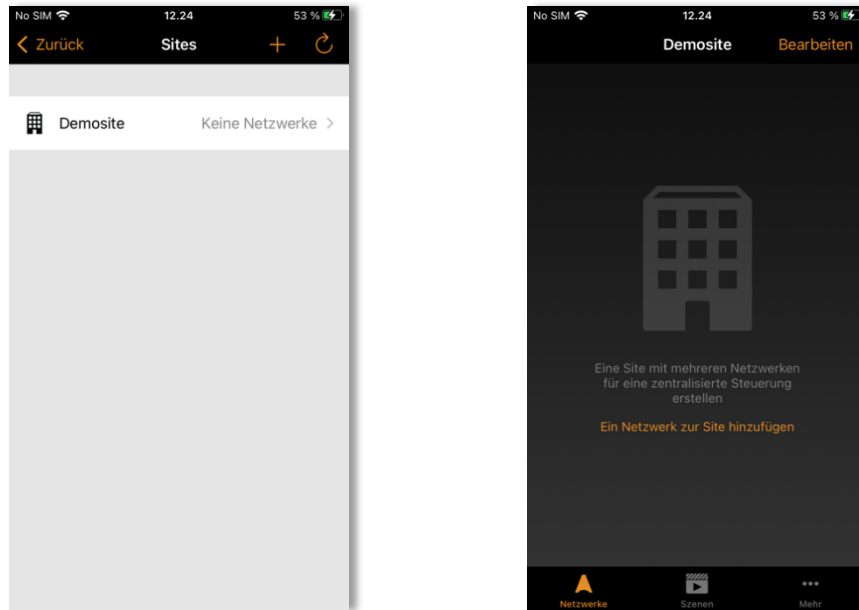 No SIM 12.24 53 %
Zurück Sites
Demosite Keine Netzwerke
No SIM 12.24 53 %
Demosite Bearbeiten
Eine Site mit mehreren Netzwerken
für eine zentralisierte Steuerung
erstellen
Ein Netzwerk zur Site hinzufügen
Netzwerke Szenen Mehr